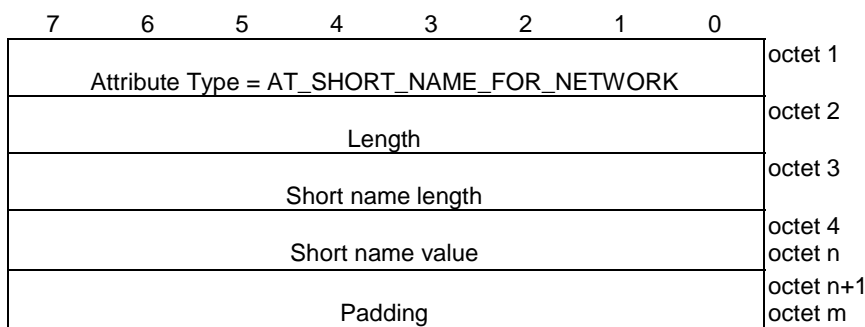 7 6 5 4 3 2 1 0
octet 1
Attribute Type = AT_SHORT_NAME_FOR_NETWORK
octet 2
Length
octet 3
Short name length
octet 4
Short name value octet n
octet n+1
Padding octet m